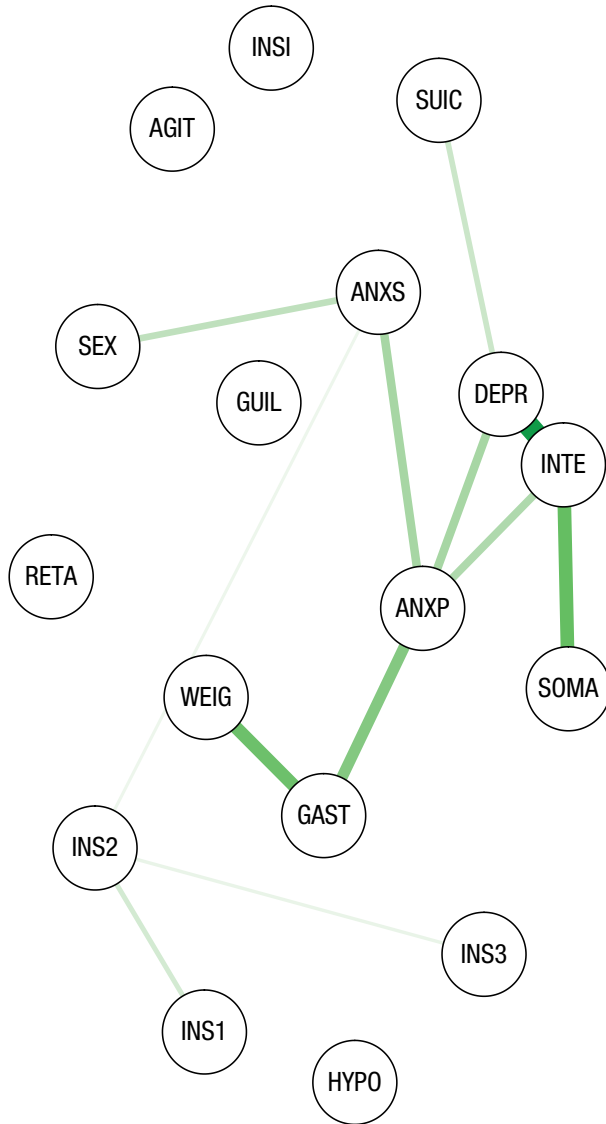 INSI
SUIC
AGIT
ANXS
SEX
DEPR
GUIL
INTE
RETA
ANXP
SOMA
WEIG
GAST
INS2
INS3
INS1
HYPO